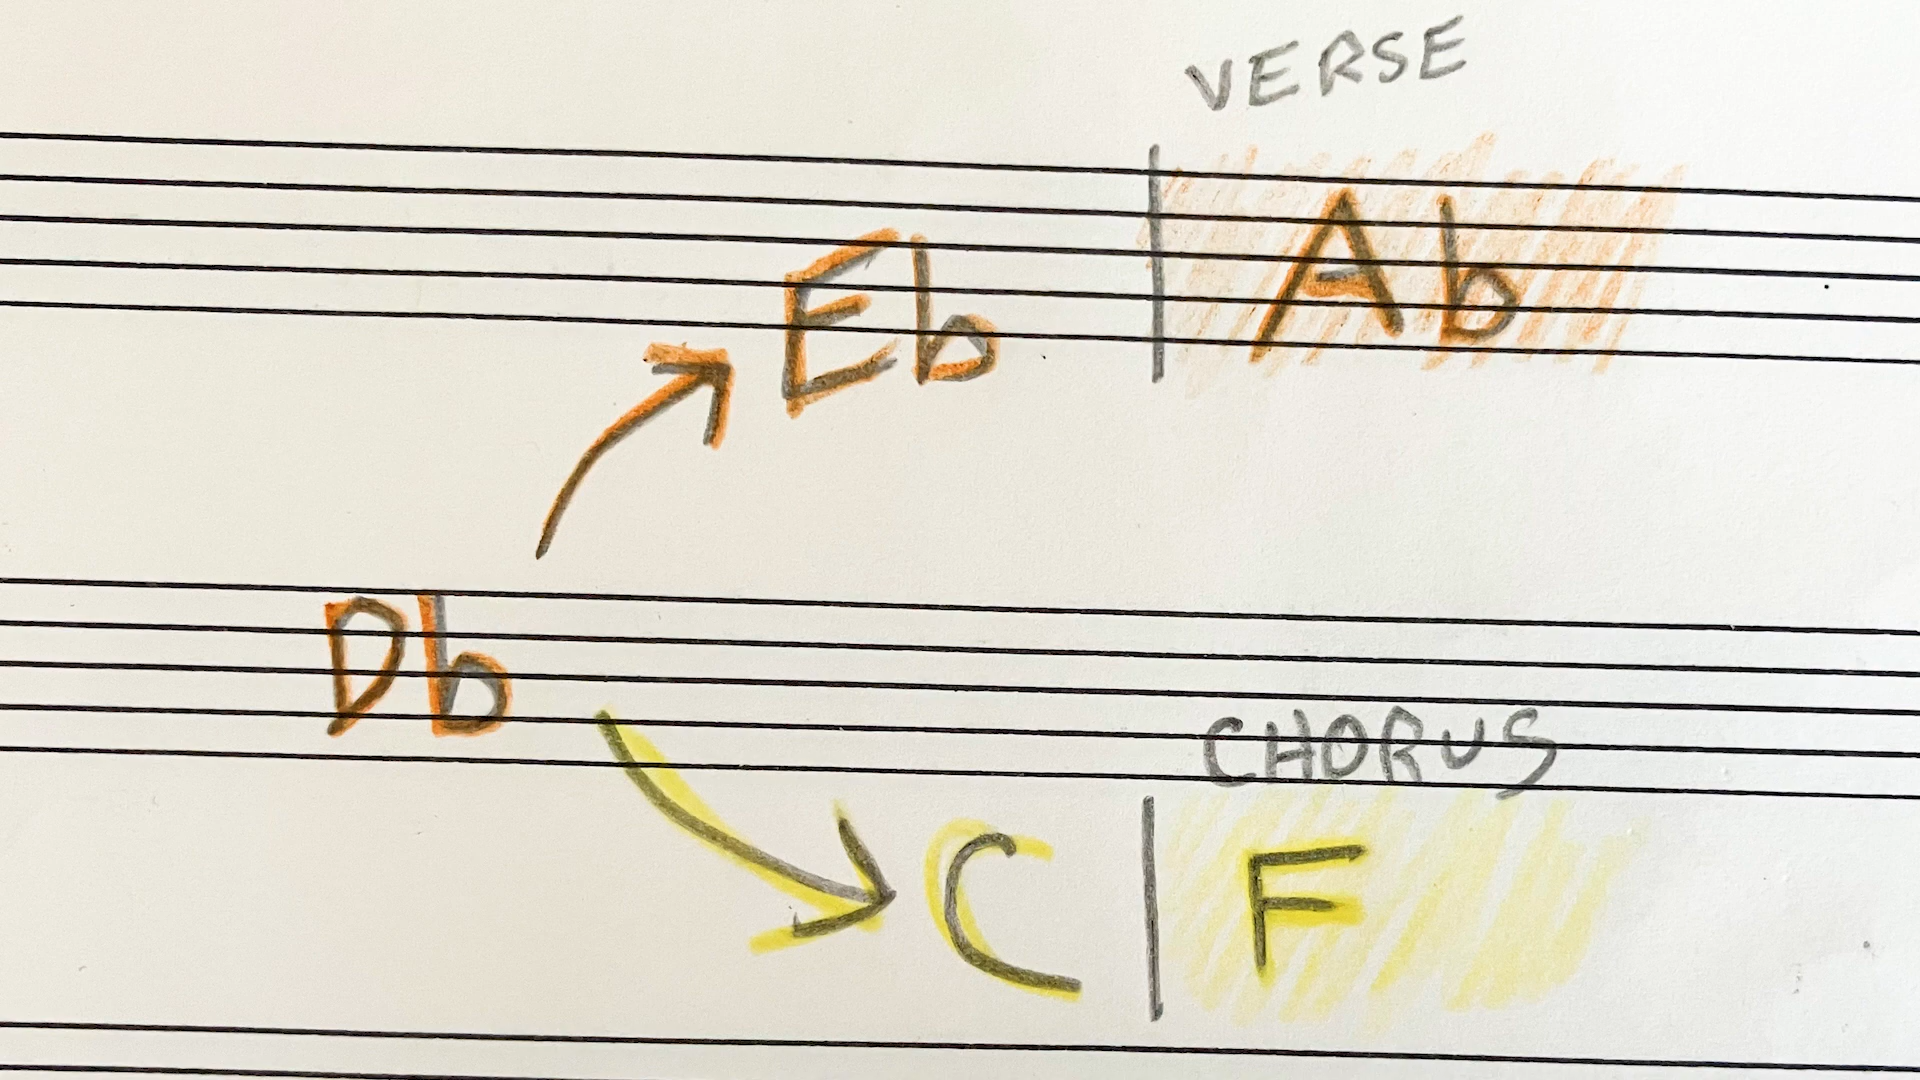 VERSE
Eb | Ab
Db
CHORUS
C | F